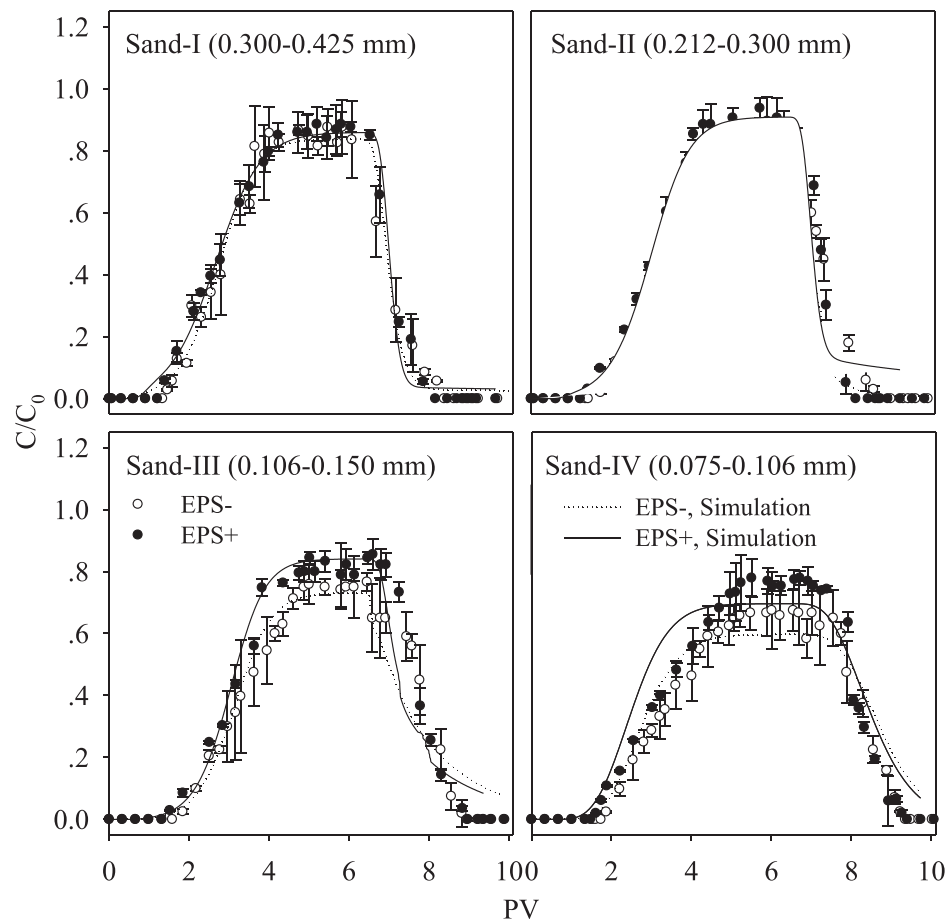 Sand-I (0.300-0.425 mm)
Sand-II (0.212-0.300 mm)
1.2
1.0
.8
.6
.4
.2
0.0
C/C0
Sand-III (0.106-0.150 mm)
EPS-
EPS+
Sand-IV (0.075-0.106 mm)
EPS-, Simulation
EPS+, Simulation
1.2
1.0
.8
.6
.4
.2
0.0
0 2 4 6 8 10
0 2 4 6 8 10
PV